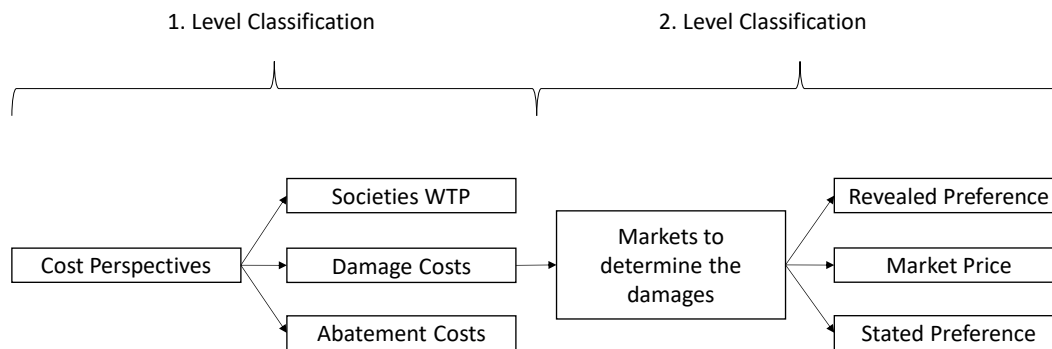 1. Level Classification
2. Level Classification
Societies WTP
Revealed Preference
Cost Perspectives
Damage Costs
Markets to
determine the
damages
Market Price
Abatement Costs
Stated Preference